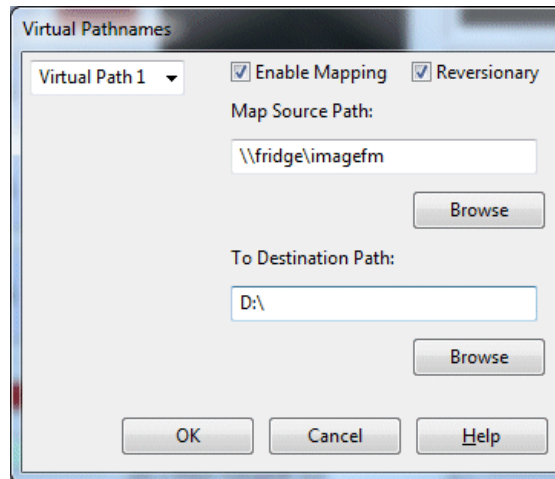 Virtual Pathnames
Virtual Path 1
Enable Mapping
Reversionary
Map Source Path:
\\fridge\imagefm
Browse
To Destination Path:
D:\
Browse
OK
Cancel
Help